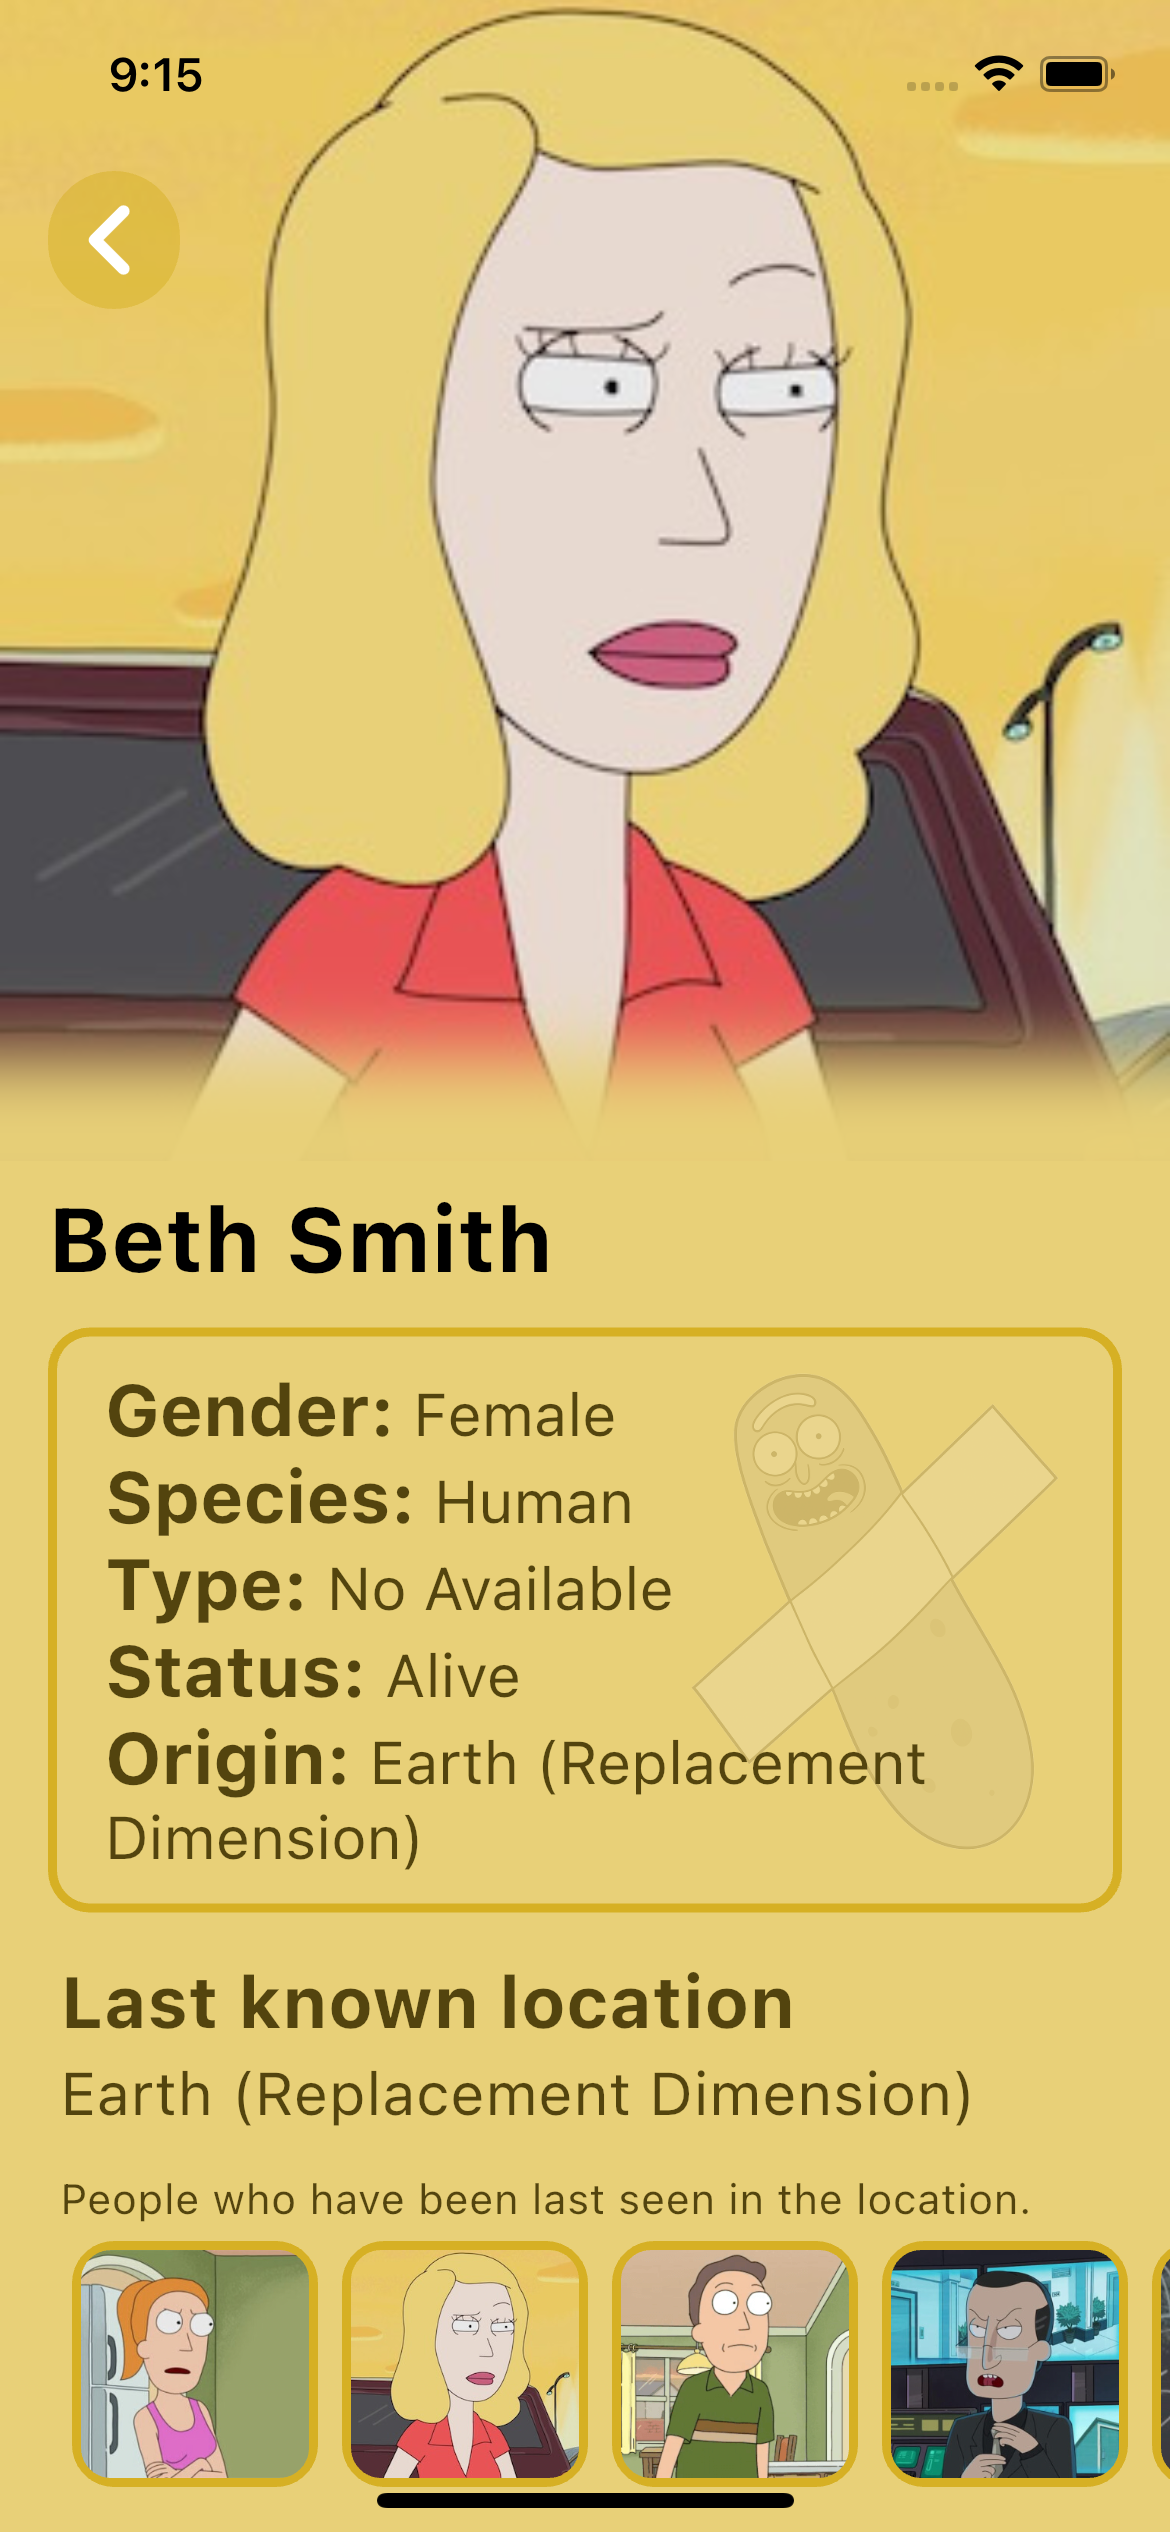 9:15
Beth Smith
Gender: Female
Species: Human
Type: No Available
Status: Alive
Origin: Earth (Replacement
Dimension)
Last known location
Earth (Replacement Dimension)
People who have been last seen in the location.